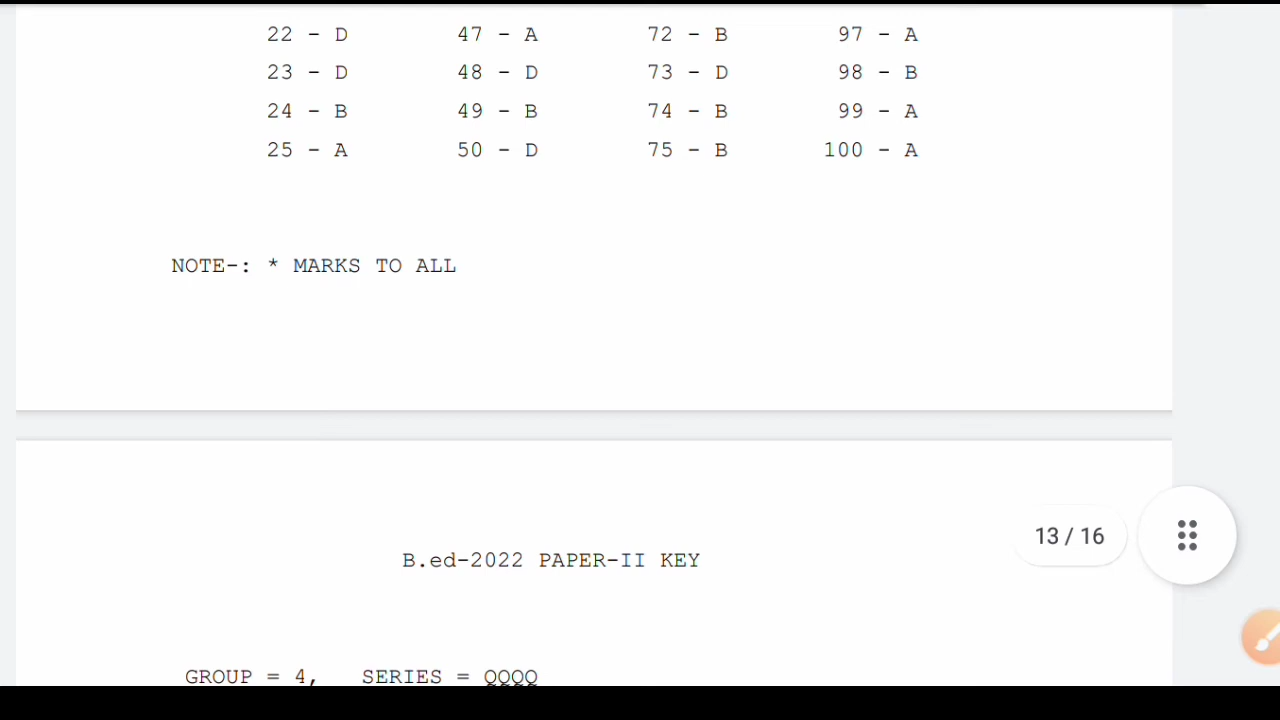 22 - D 47 - A 72 - B 97 - A
23 - D 48 - D 73 - D 98 - B
24 - B 49 - B 74 - B 99 - A
25 - A 50 - D 75 - B 100 - A
NOTE-: * MARKS TO ALL
13 / 16
B.ed-2022 PAPER-II KEY
GROUP = 4, SERIES = QQQQ